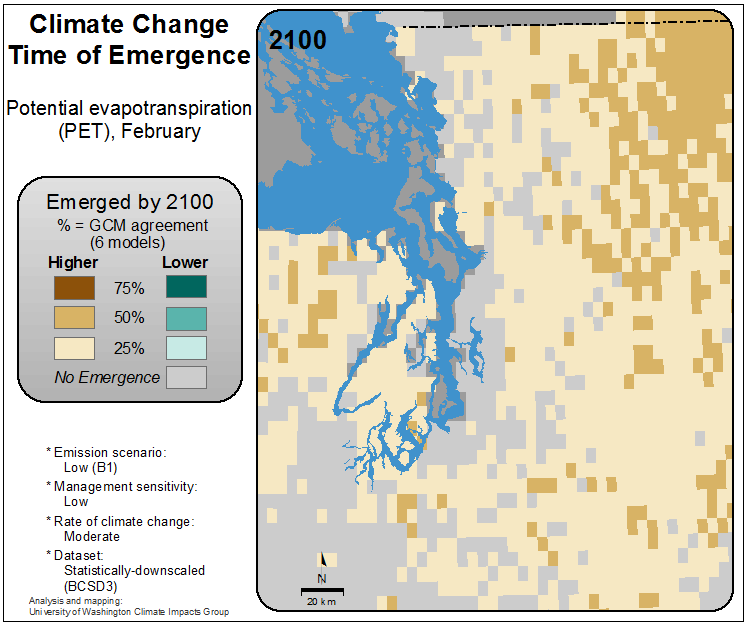 Climate Change
Time of Emergence
Potential evapotranspiration
(PET), February
Emerged by 2100
% = GCM agreement
(6 models)
Higher Lower
75%
50%
25%
No Emergence
* Emission scenario:
Low (B1)
* Management sensitivity:
Low
* Rate of climate change:
Moderate
* Dataset:
Statistically-downscaled
(BCSD3)
Analysis and mapping:
University of Washington Climate Impacts Group
2100
N
20 km